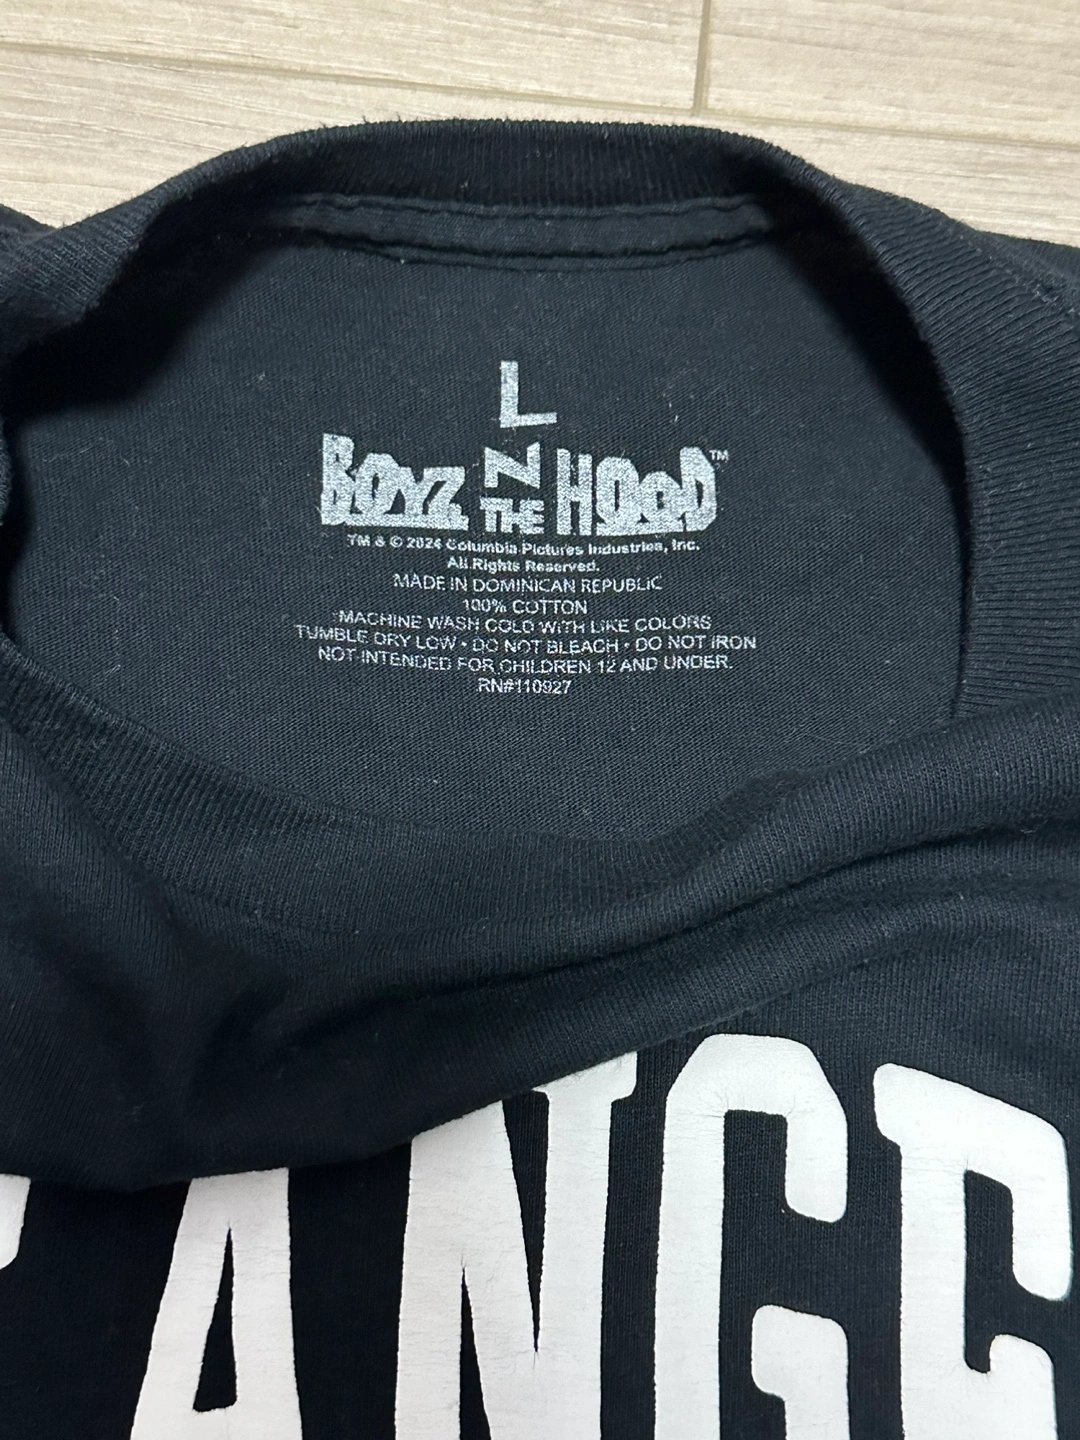 L
BOYZ N THE HOOD™
TM & © 2024 Columbia Pictures Industries, Inc.
All Rights Reserved.
MADE IN DOMINICAN REPUBLIC
100% COTTON
MACHINE WASH COLD WITH LIKE COLORS
TUMBLE DRY LOW • DO NOT BLEACH • DO NOT IRON
NOT INTENDED FOR CHILDREN 12 AND UNDER.
RN#110927
ANGE